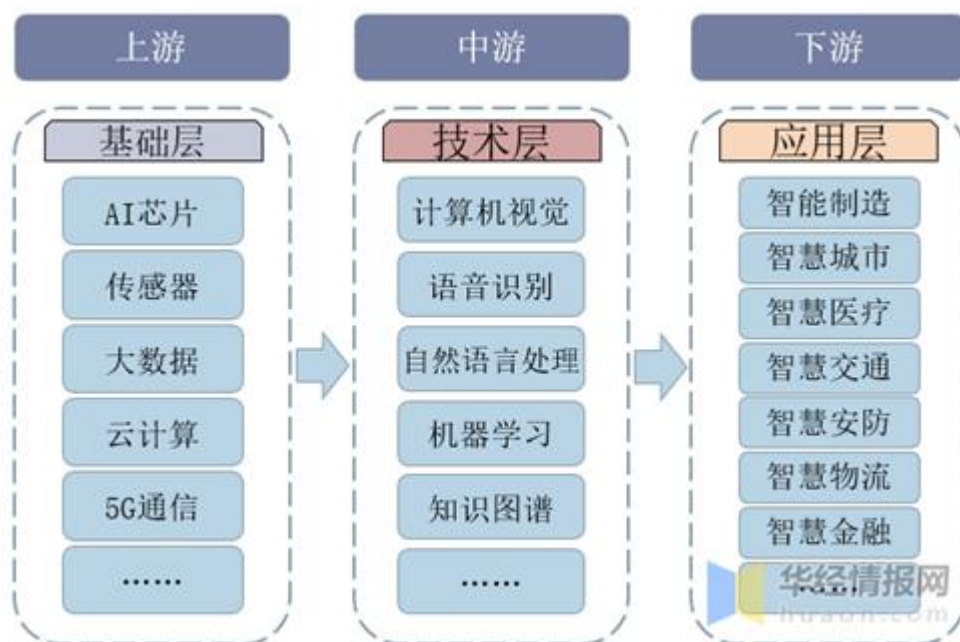 上游
基础层
AI芯片
传感器
大数据
云计算
5G通信
……
中游
技术层
计算机视觉
语音识别
自然语言处理
机器学习
知识图谱
……
下游
应用层
智能制造
智慧城市
智慧医疗
智慧交通
智慧安防
智慧物流
智慧金融
……
华经情报网
huaon.com